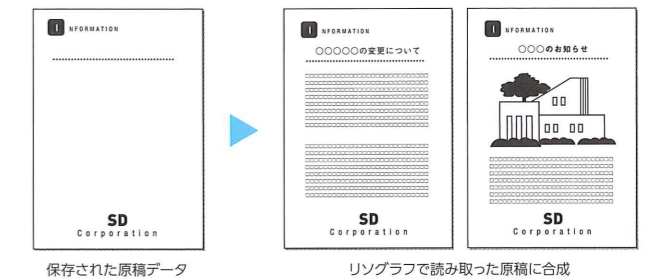 I NFORMATION
SD
Corporation
保存された原稿データ
I NFORMATION
○○○○○の変更について
SD
Corporation
I NFORMATION
○○○のお知らせ
SD
Corporation
リソグラフで読み取った原稿に合成